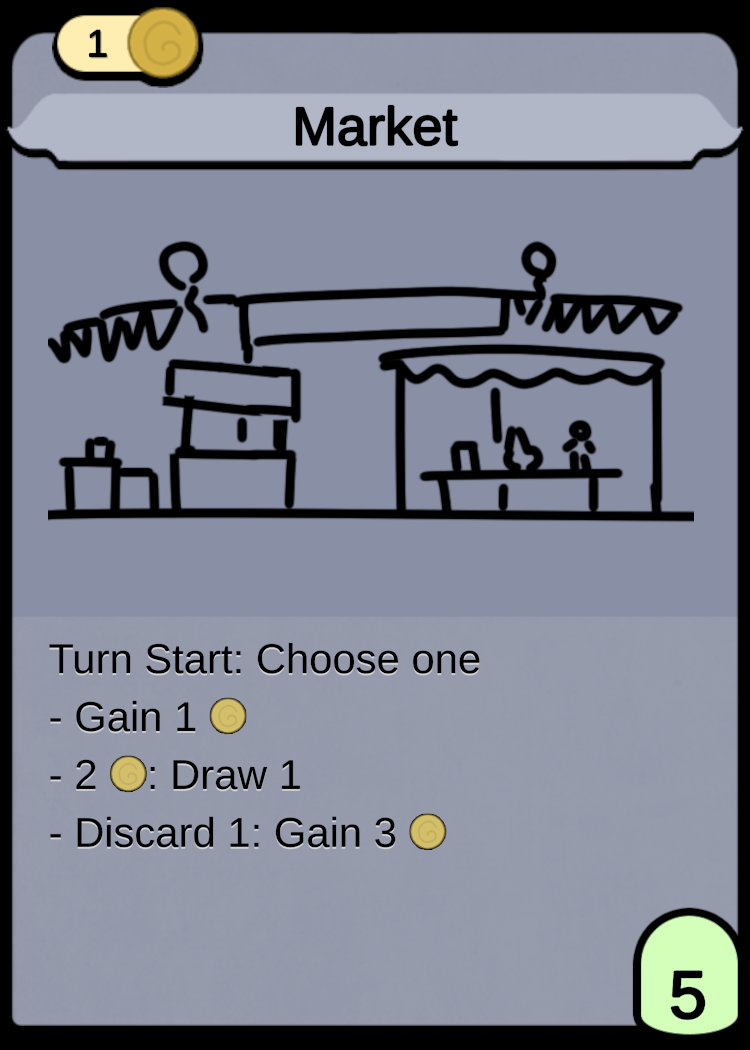 1
Market
Turn Start: Choose one
- Gain 1
- 2 : Draw 1
- Discard 1: Gain 3
5